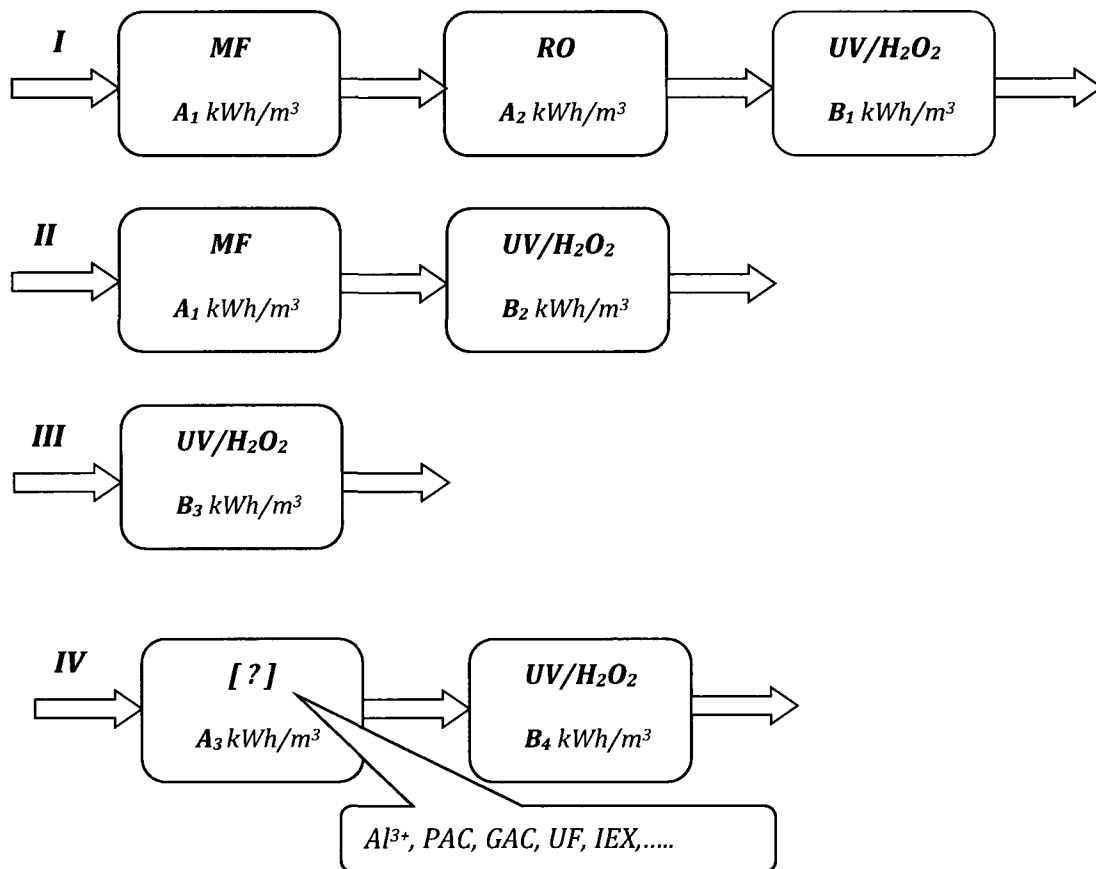 I
MF
RO
UV/H₂O₂
A₁ kWh/m³
A₂ kWh/m³
B₁ kWh/m³
II
MF
UV/H₂O₂
A₁ kWh/m³
B₂ kWh/m³
III
UV/H₂O₂
B₃ kWh/m³
IV
[ ? ]
UV/H₂O₂
A₃ kWh/m³
B₄ kWh/m³
Al³⁺, PAC, GAC, UF, IEX,.....